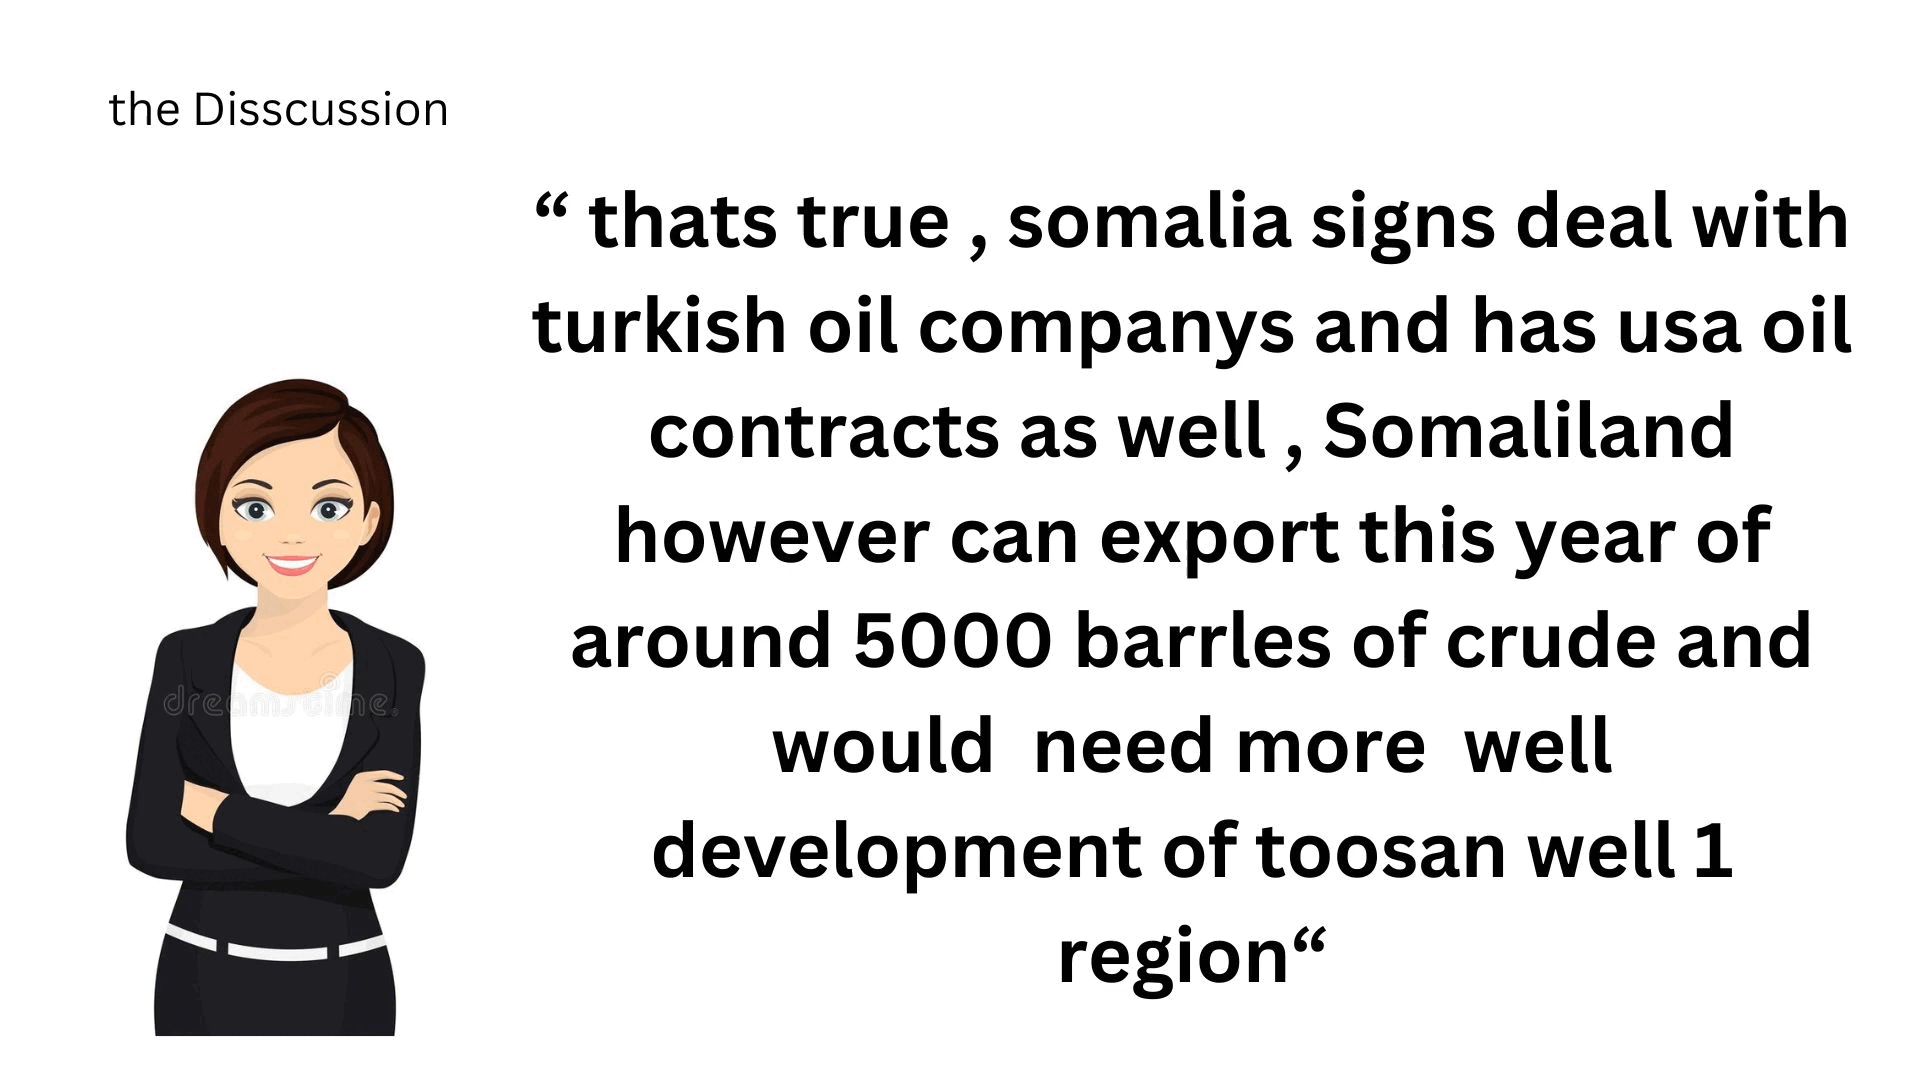 the Disscussion
“ thats true , somalia signs deal with
turkish oil companys and has usa oil
contracts as well , Somaliland
however can export this year of
around 5000 barrles of crude and
would  need more  well
development of toosan well 1
region“
dreamstime.